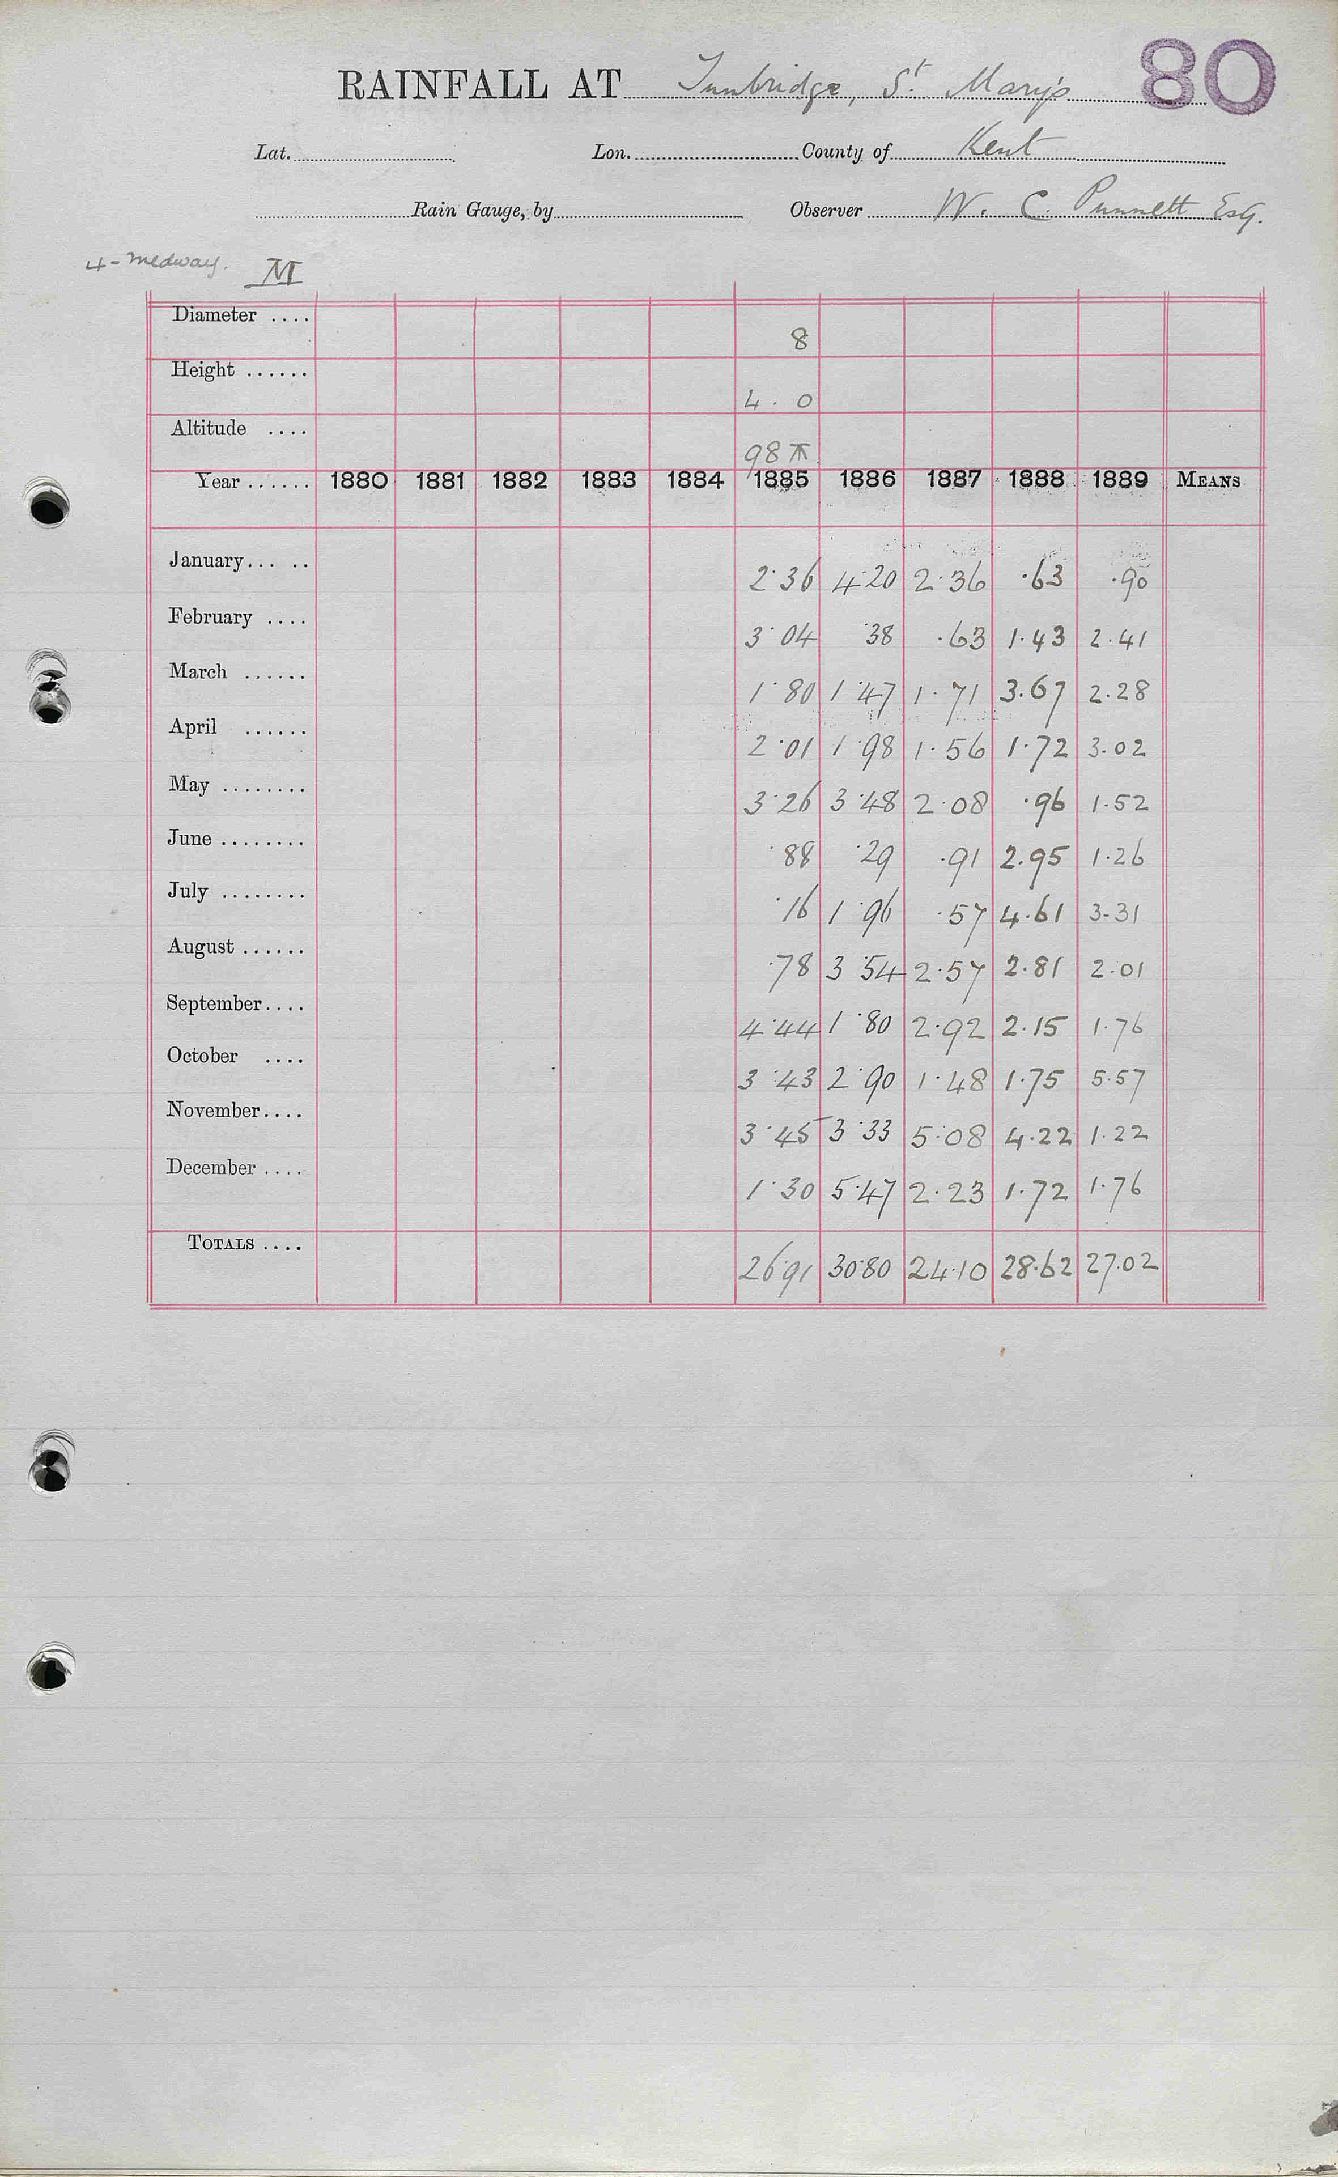 80
RAINFALL AT Tunbridge, St. Mary's
Lat. Lon. County of Kent
Rain Gauge, by Observer W. C. Punnett Esq.
4 - Medway. M
Diameter .... 8
Height ...... 4. 0
Altitude .... 98
Year ...... 1880 1881 1882 1883 1884 1885 1886 1887 1888 1889 MEANS
January... .. 2.36 4.20 2.36 .63 .90
February .... 3.04 38 .63 1.43 2.41
March ...... 1.80 1.47 1.71 3.67 2.28
April ...... 2.01 1.98 1.56 1.72 3.02
May ........ 3.26 3.48 2.08 .96 1.52
June ........ .88 .29 .91 2.95 1.26
July ........ .16 1.96 .57 4.61 3.31
August ...... .78 3.54 2.57 2.81 2.01
September.... 4.44 1.80 2.92 2.15 1.76
October .... 3.43 2.90 1.48 1.75 5.57
November.... 3.45 3.33 5.08 4.22 1.22
December .... 1.30 5.47 2.23 1.72 1.76
TOTALS .... 26.91 30.80 24.10 28.62 27.02